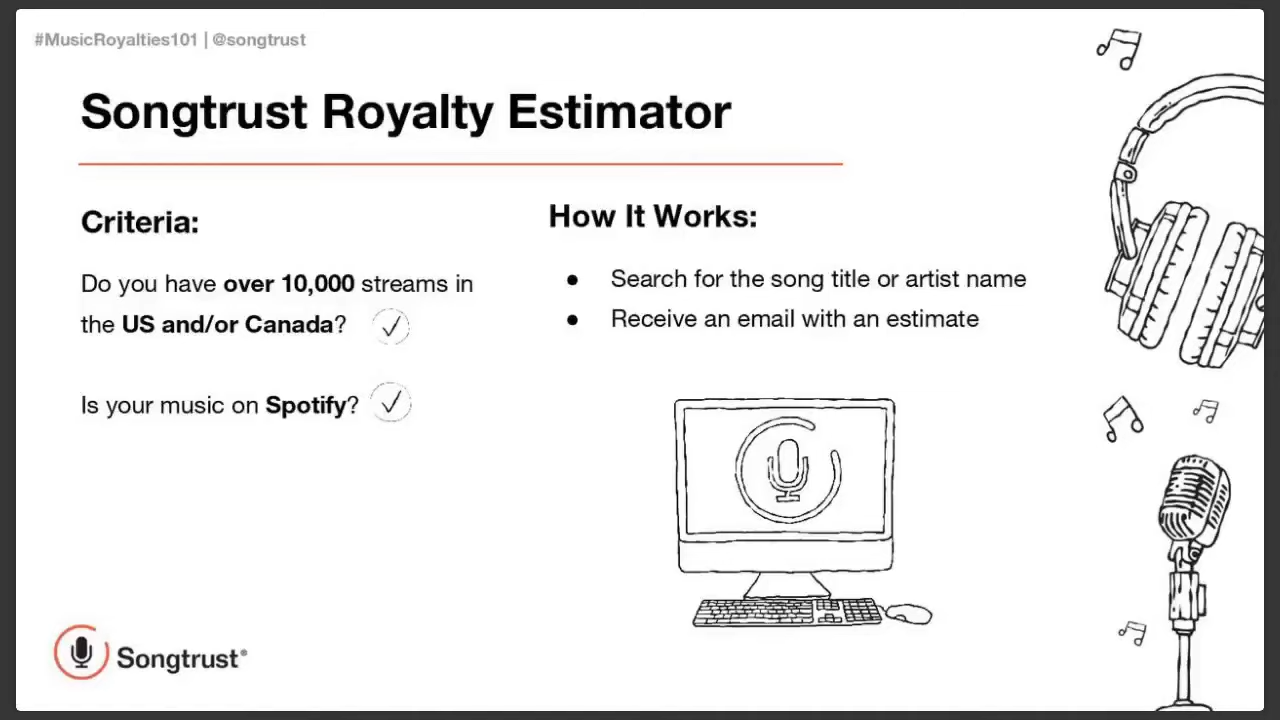 #MusicRoyalties101 | @songtrust
Songtrust Royalty Estimator
Criteria:
Do you have over 10,000 streams in
the US and/or Canada?
Is your music on Spotify?
How It Works:
● Search for the song title or artist name
● Receive an email with an estimate
Songtrust®